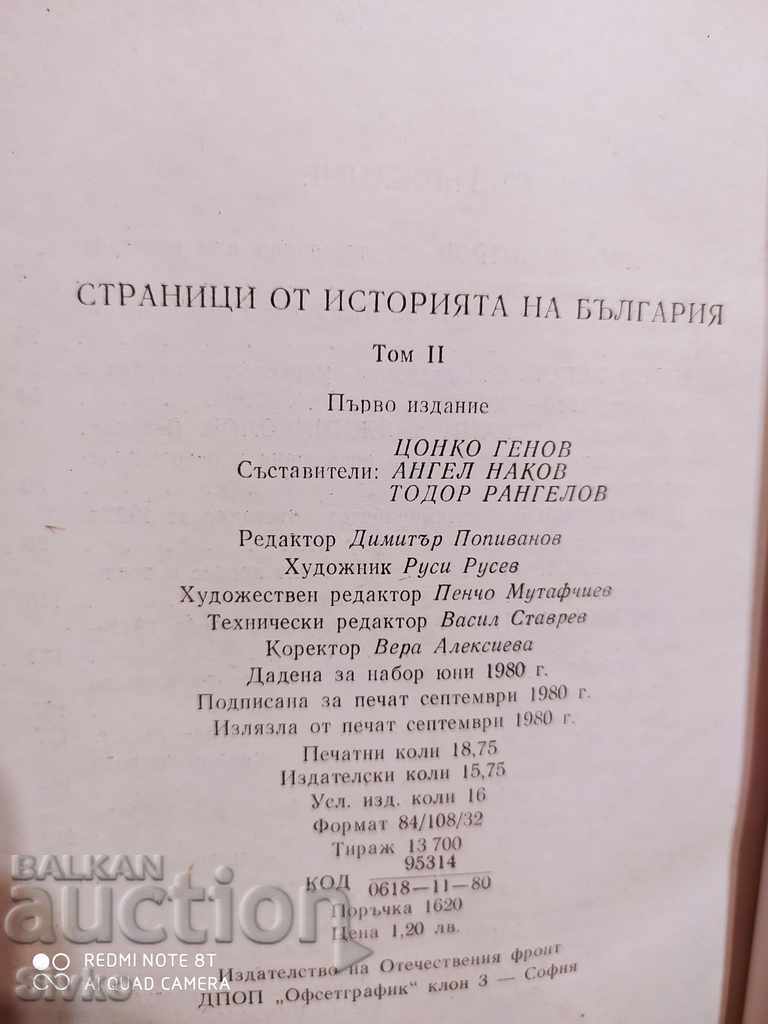 СТРАНИЦИ ОТ ИСТОРИЯТА НА БЪЛГАРИЯ
Том II
Първо издание
ЦОНКО ГЕНОВ
Съставители: АНГЕЛ НАКОВ
ТОДОР РАНГЕЛОВ
Редактор Димитър Попиванов
Художник Руси Русев
Художествен редактор Пенчо Мутафчиев
Технически редактор Васил Ставрев
Коректор Вера Алексиева
Дадена за набор юни 1980 г.
Подписана за печат септември 1980 г.
Излязла от печат септември 1980 г.
Печатни коли 18,75
Издателски коли 15,75
Усл. изд. коли 16
Формат 84/108/32
Тираж 13 700
95314
КОД 0618—11—80
Поръчка 1620
Цена 1,20 лв.
Издателство на Отечествения фронт
ДПОП „Офсетграфик" клон 3 — София
BALKAN
auction
REDMI NOTE 8T
AI QUAD CAMERA